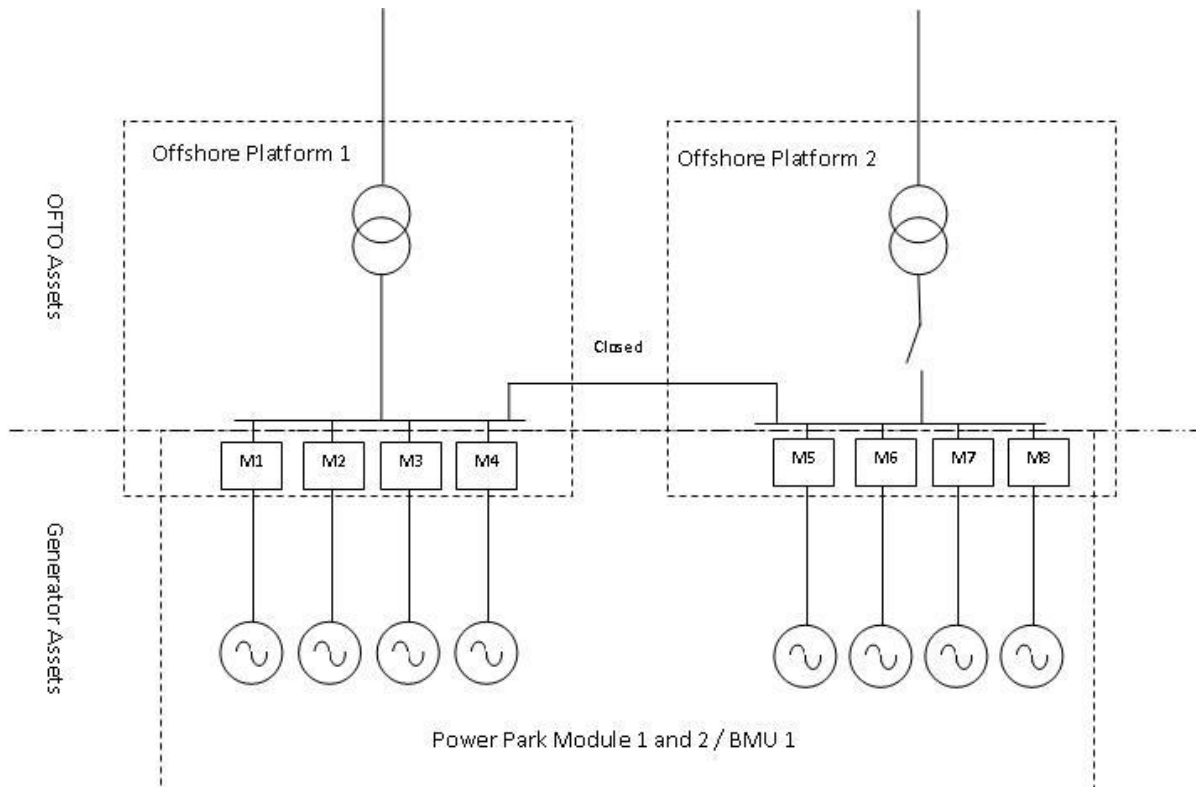 Offshore Platform 1
Offshore Platform 2
OFTO Assets
Closed
M1
M2
M3
M4
M5
M6
M7
M8
Generator Assets
Power Park Module 1 and 2 / BMU 1